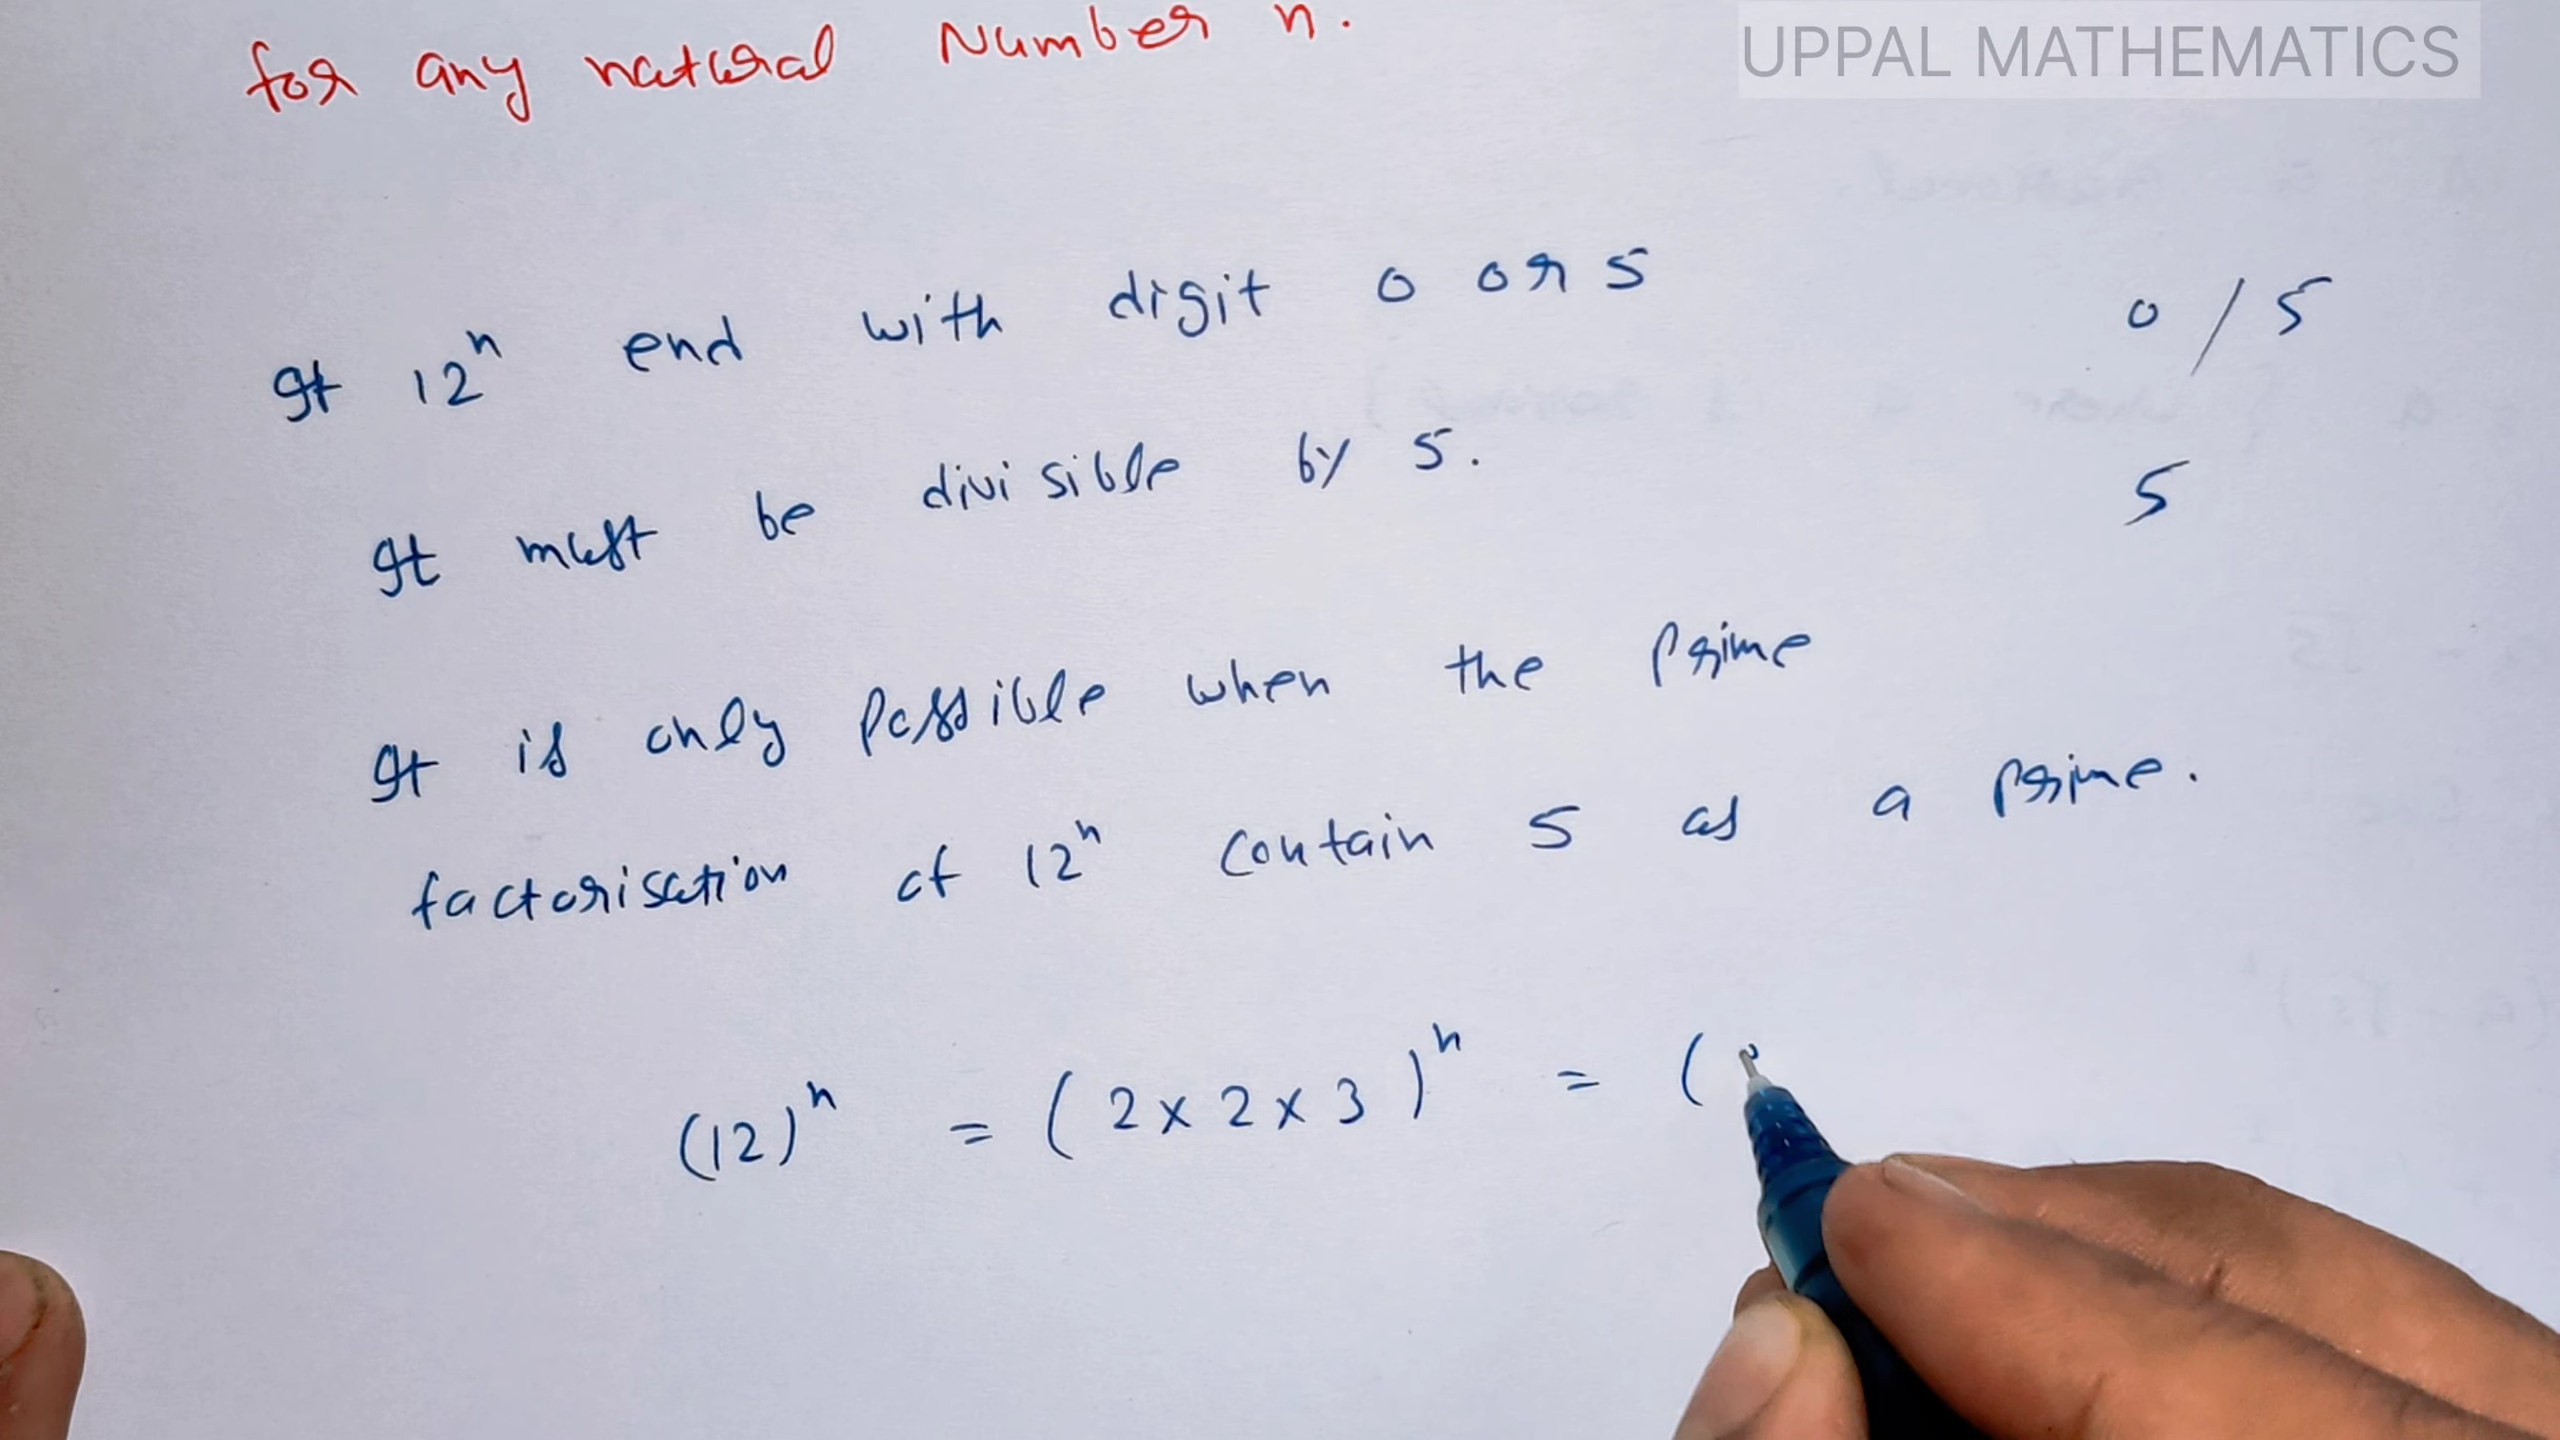 for any natural Number n.
UPPAL MATHEMATICS
If 12ⁿ end with digit 0 or 5
0 / 5
It must be divisible by 5.
5
It is only possible when the prime
factorisation of 12ⁿ contain 5 as a prime.
(12)ⁿ = (2 x 2 x 3)ⁿ = (